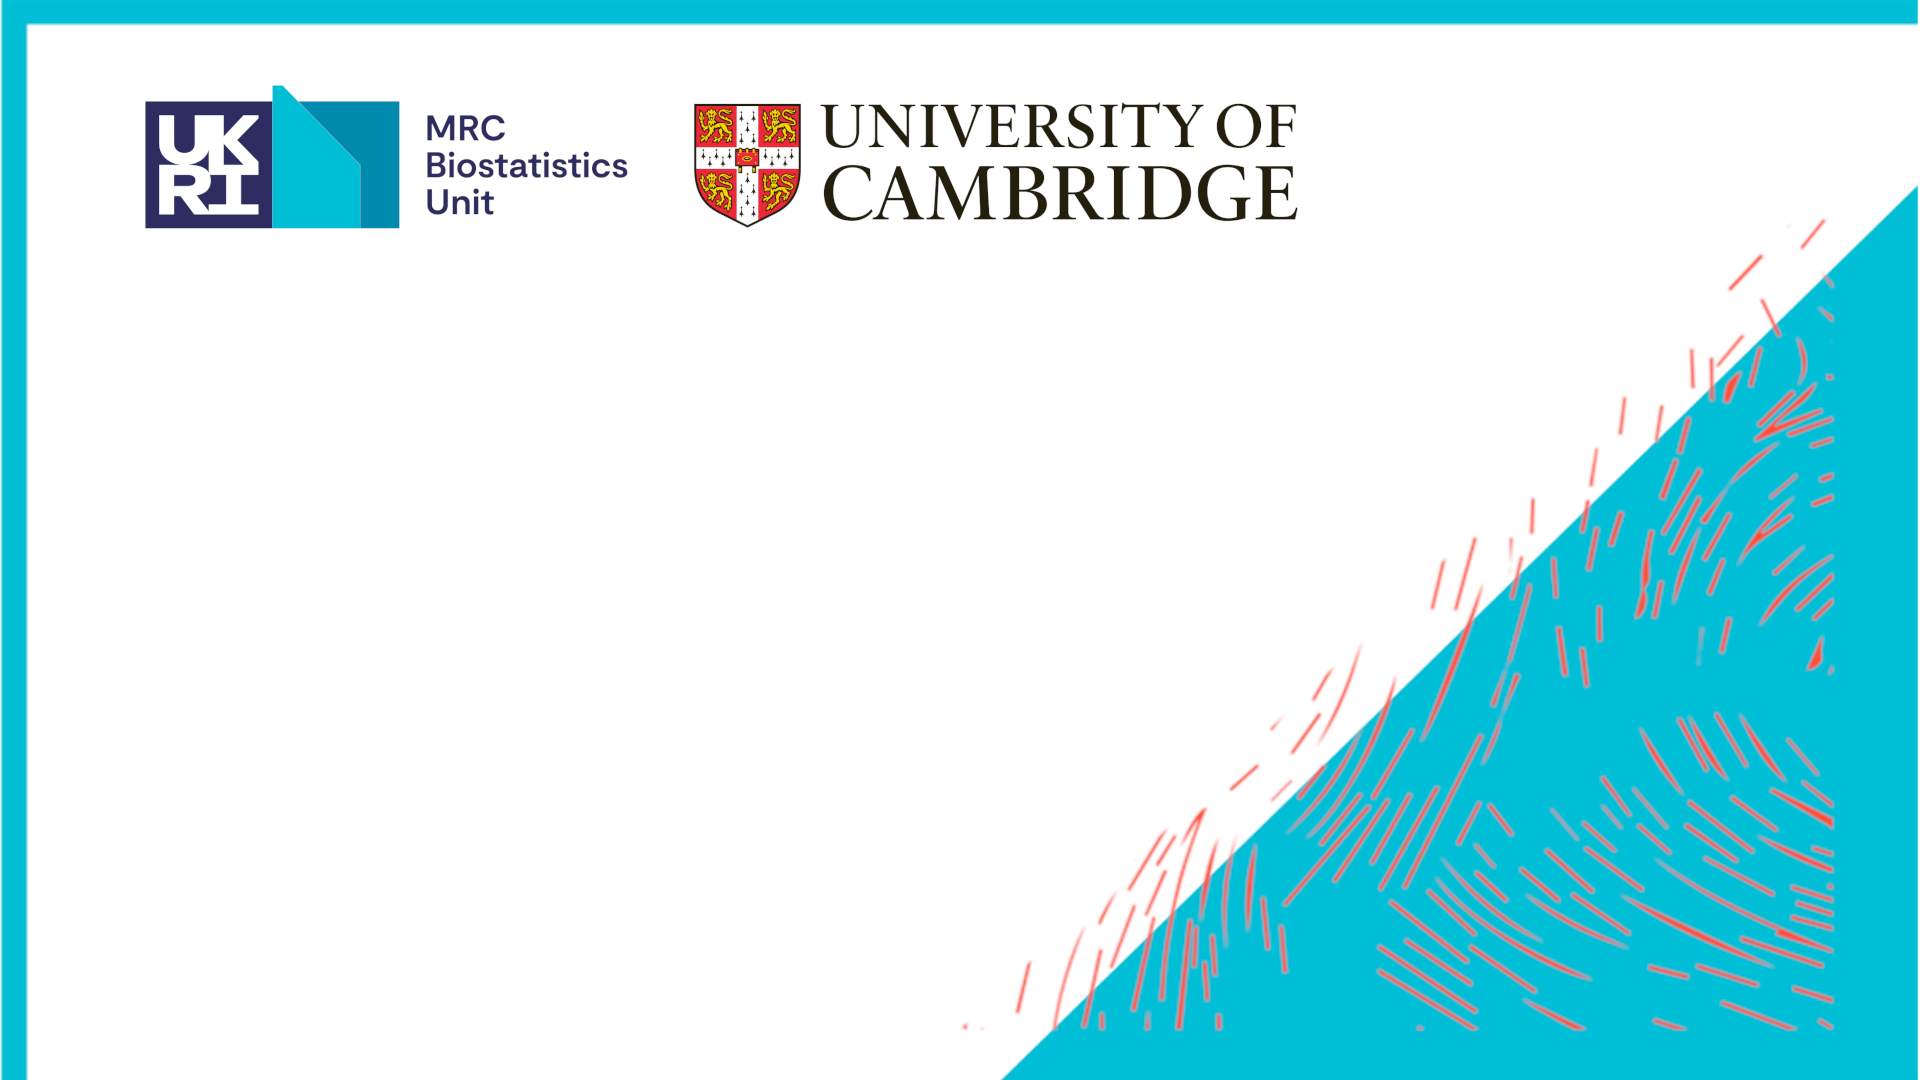 UK
RI
MRC
Biostatistics
Unit
UNIVERSITY OF
CAMBRIDGE